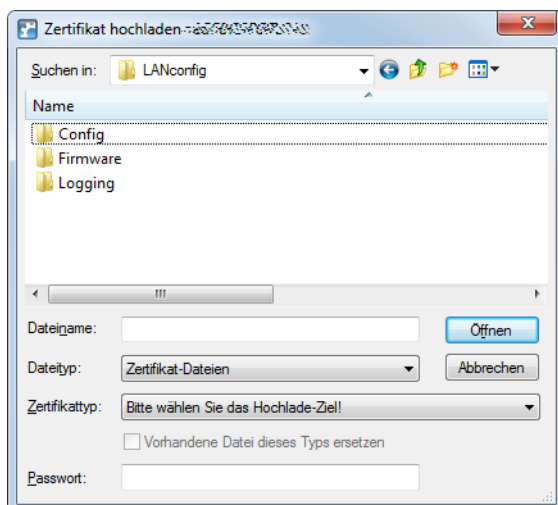 Zertifikat hochladen
Suchen in: LANconfig
Name
Config
Firmware
Logging
Dateiname:
Öffnen
Dateityp: Zertifikat-Dateien
Abbrechen
Zertifikattyp: Bitte wählen Sie das Hochlade-Ziel!
Vorhandene Datei dieses Typs ersetzen
Passwort: